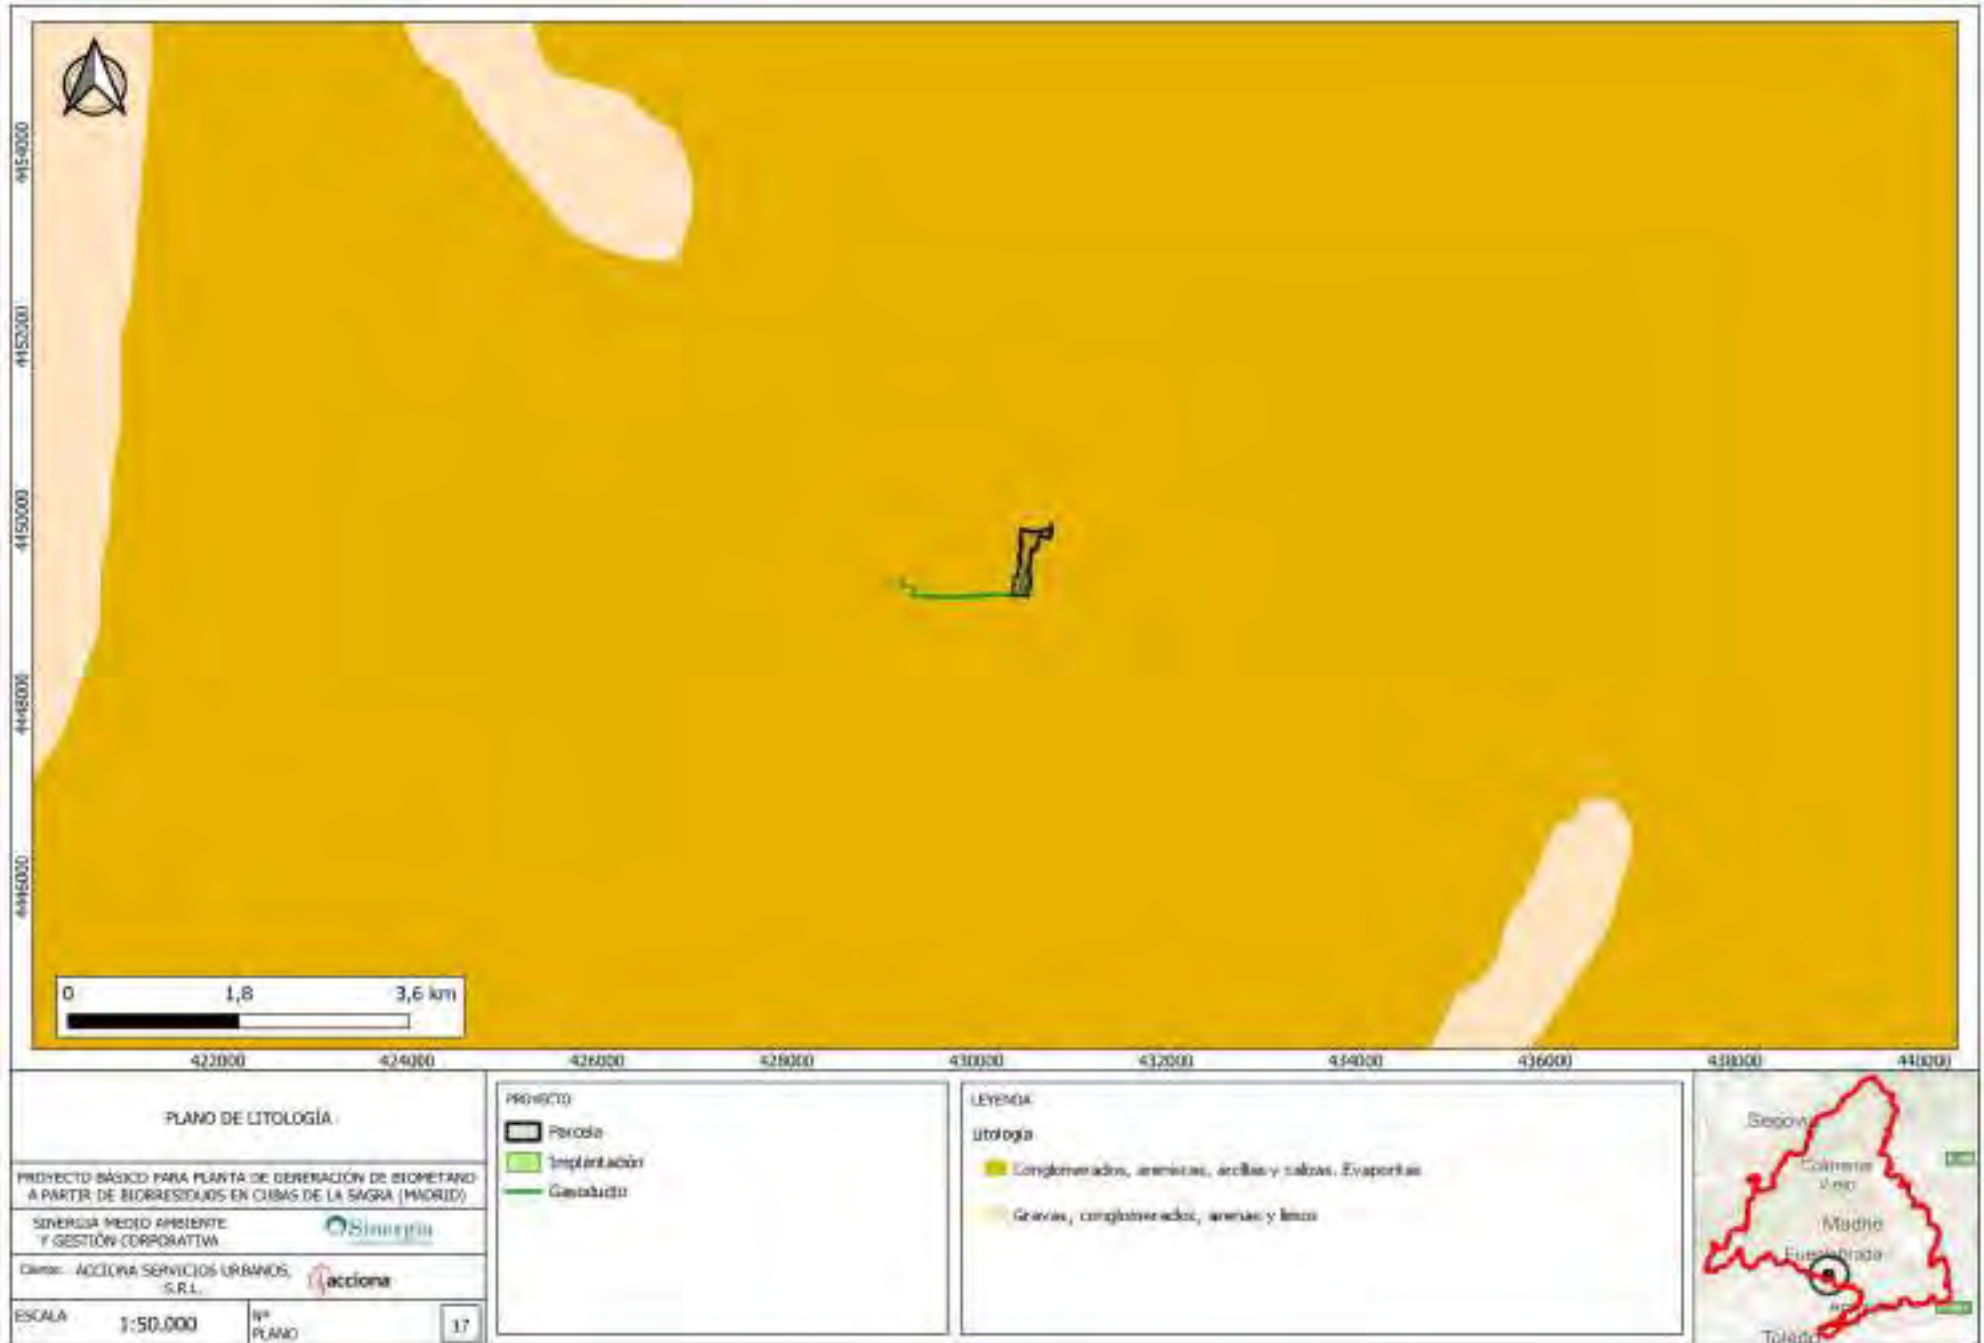 4454000
4452000
4450000
4448000
4446000
0 1,8 3,6 km
422000 424000 426000 428000 430000 432000 434000 436000 438000 440000
PLANO DE LITOLOGÍA
PROYECTO BÁSICO PARA PLANTA DE GENERACIÓN DE BIOMETANO
A PARTIR DE BIORRESIDUOS EN CUBAS DE LA SAGRA (MADRID)
SINERGIA MEDIO AMBIENTE
Y GESTIÓN CORPORATIVA
Sinergia
Cliente: ACCIONA SERVICIOS URBANOS,
S.R.L.
acciona
ESCALA 1:50.000
Nº
PLANO
17
PROYECTO
Parcela
Implantación
Gasoducto
LEYENDA
Litología
Conglomerados, areniscas, arcillas y calizas. Evaporitas
Gravas, conglomerados, arenas y limos
Segovia
Colmenar
Viejo
Madrid
Fuenlabrada
Toledo